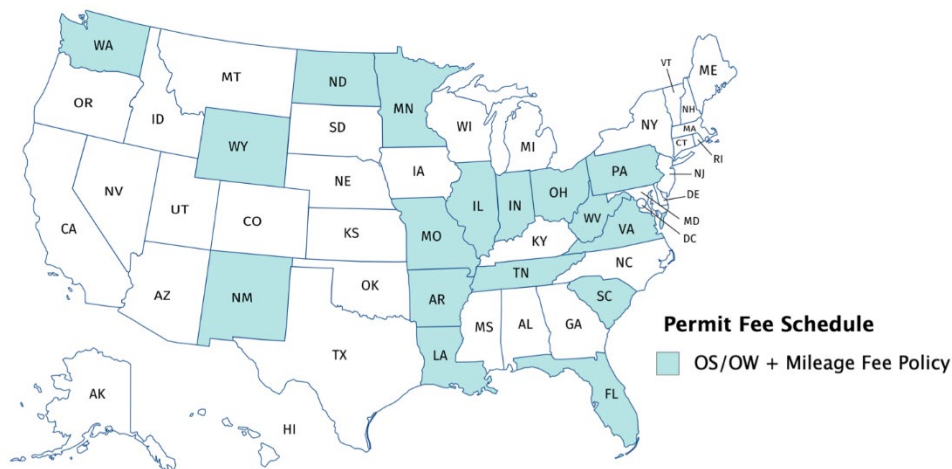 WA
MT
ND
MN
OR
ID
WY
SD
WI
MI
NY
VT
ME
NH
MA
CT
RI
NJ
DE
MD
DC
NV
UT
CO
NE
IA
IL
IN
OH
PA
WV
VA
CA
KS
MO
KY
NC
TN
AZ
NM
OK
AR
SC
MS
AL
GA
TX
LA
FL
AK
HI
Permit Fee Schedule
OS/OW + Mileage Fee Policy